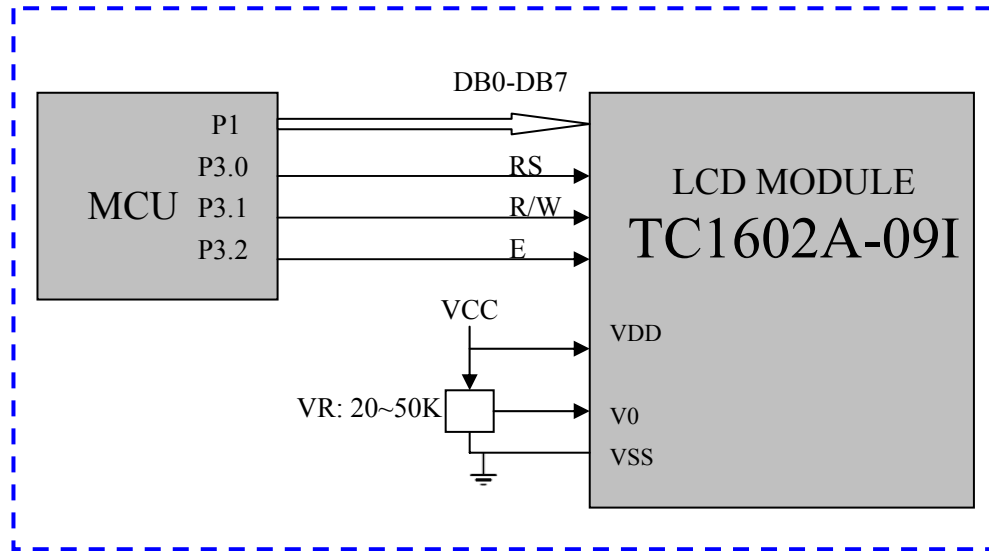 DB0-DB7
P1
P3.0
RS
LCD MODULE
MCU
P3.1
R/W
TC1602A-09I
P3.2
E
VCC
VDD
VR: 20~50K
V0
VSS